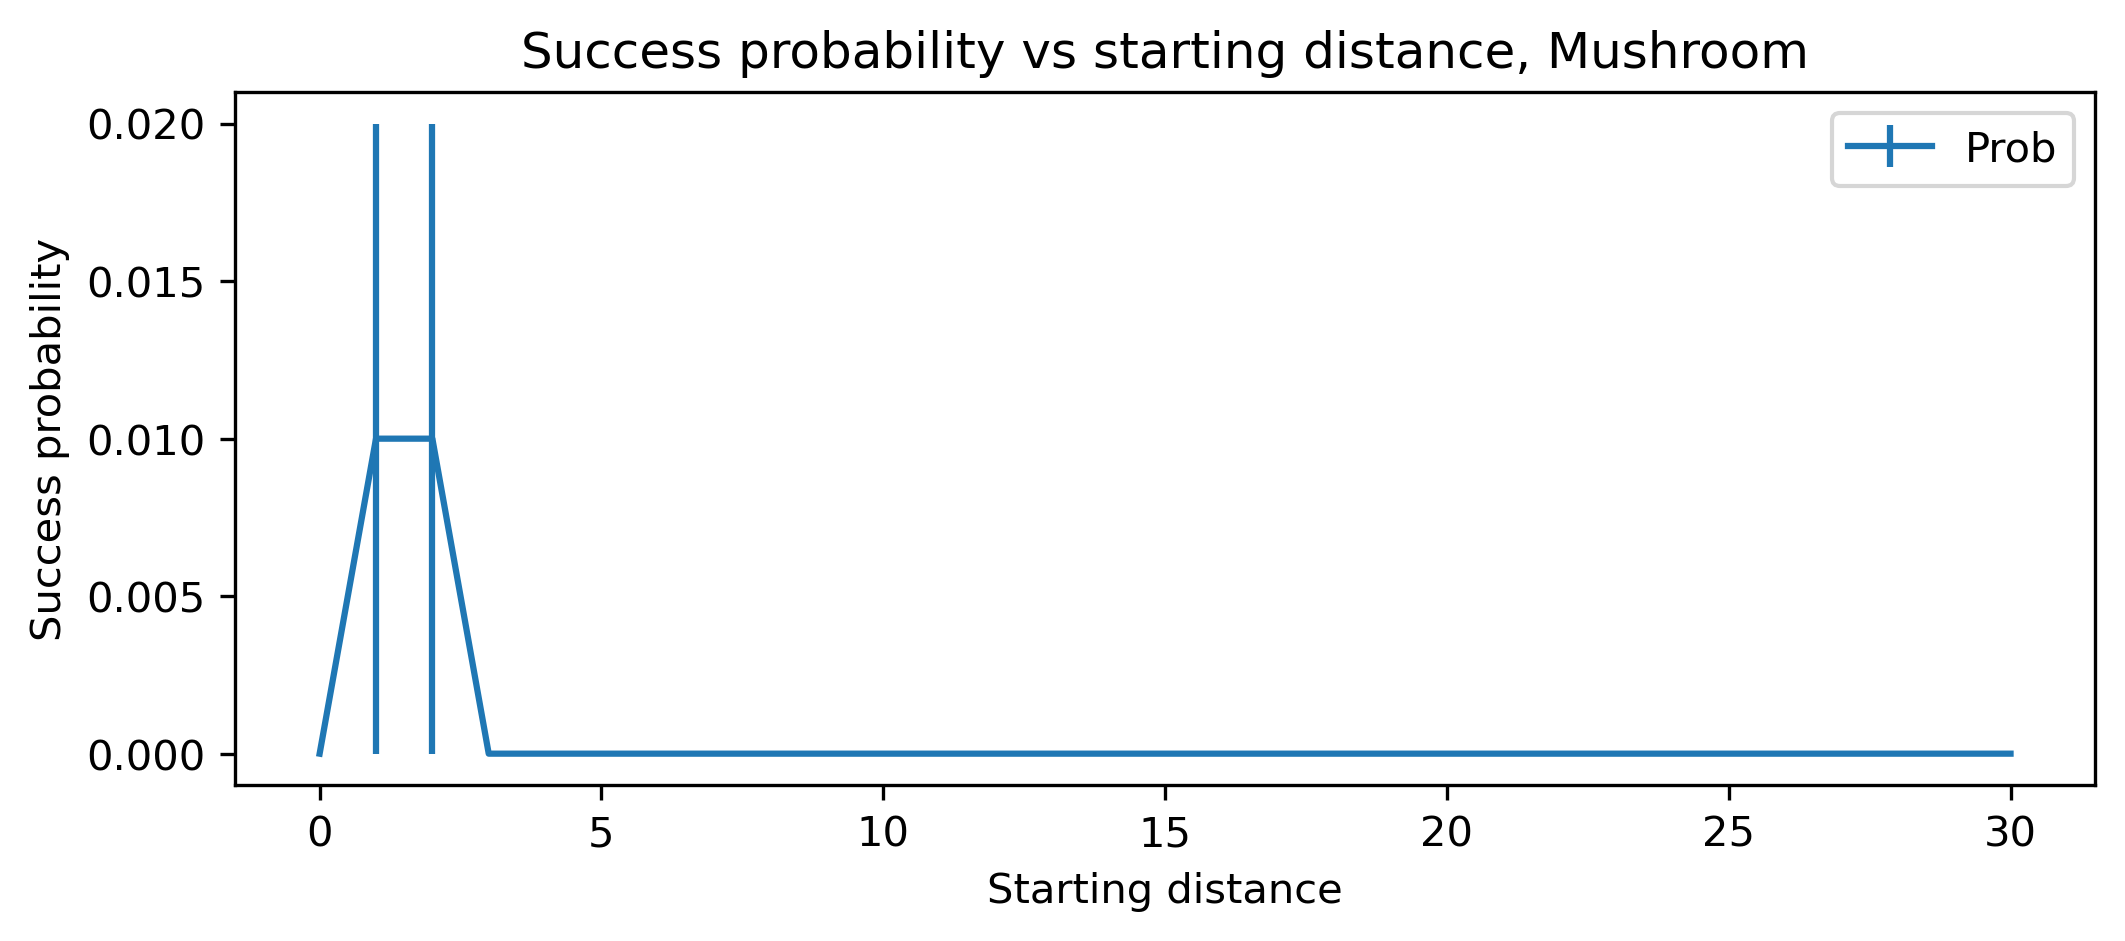 Success probability vs starting distance, Mushroom
Prob
Success probability
0.020
0.015
0.010
0.005
0.000
0 5 10 15 20 25 30
Starting distance